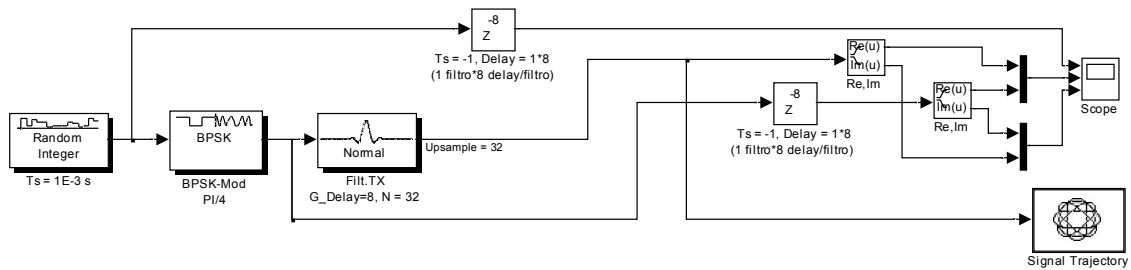 -8
Z
Ts = -1, Delay = 1*8
(1 filtro*8 delay/filtro)
Re(u)
Im(u)
Re,Im
-8
Z
Ts = -1, Delay = 1*8
(1 filtro*8 delay/filtro)
Re(u)
Im(u)
Re,Im
Scope
Random
Integer
Ts = 1E-3 s
BPSK
BPSK-Mod
PI/4
Normal
Filt.TX
G_Delay=8, N = 32
Upsample = 32
Signal Trajectory